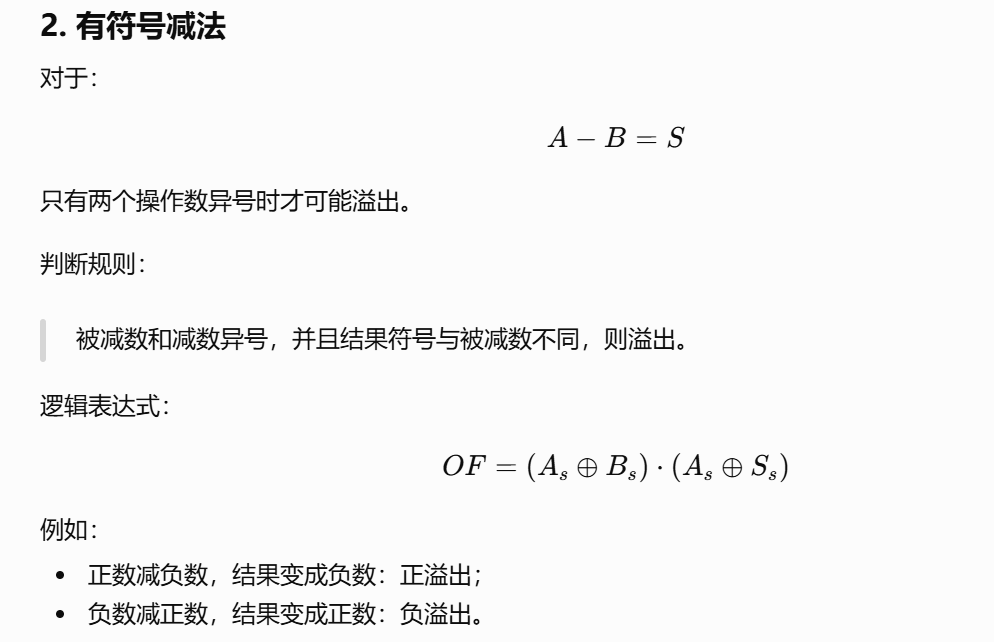 2. 有符号减法
对于：
A − B = S
只有两个操作数异号时才可能溢出。
判断规则：
被减数和减数异号，并且结果符号与被减数不同，则溢出。
逻辑表达式：
OF = (Aₛ ⊕ Bₛ) · (Aₛ ⊕ Sₛ)
例如：
• 正数减负数，结果变成负数：正溢出；
• 负数减正数，结果变成正数：负溢出。